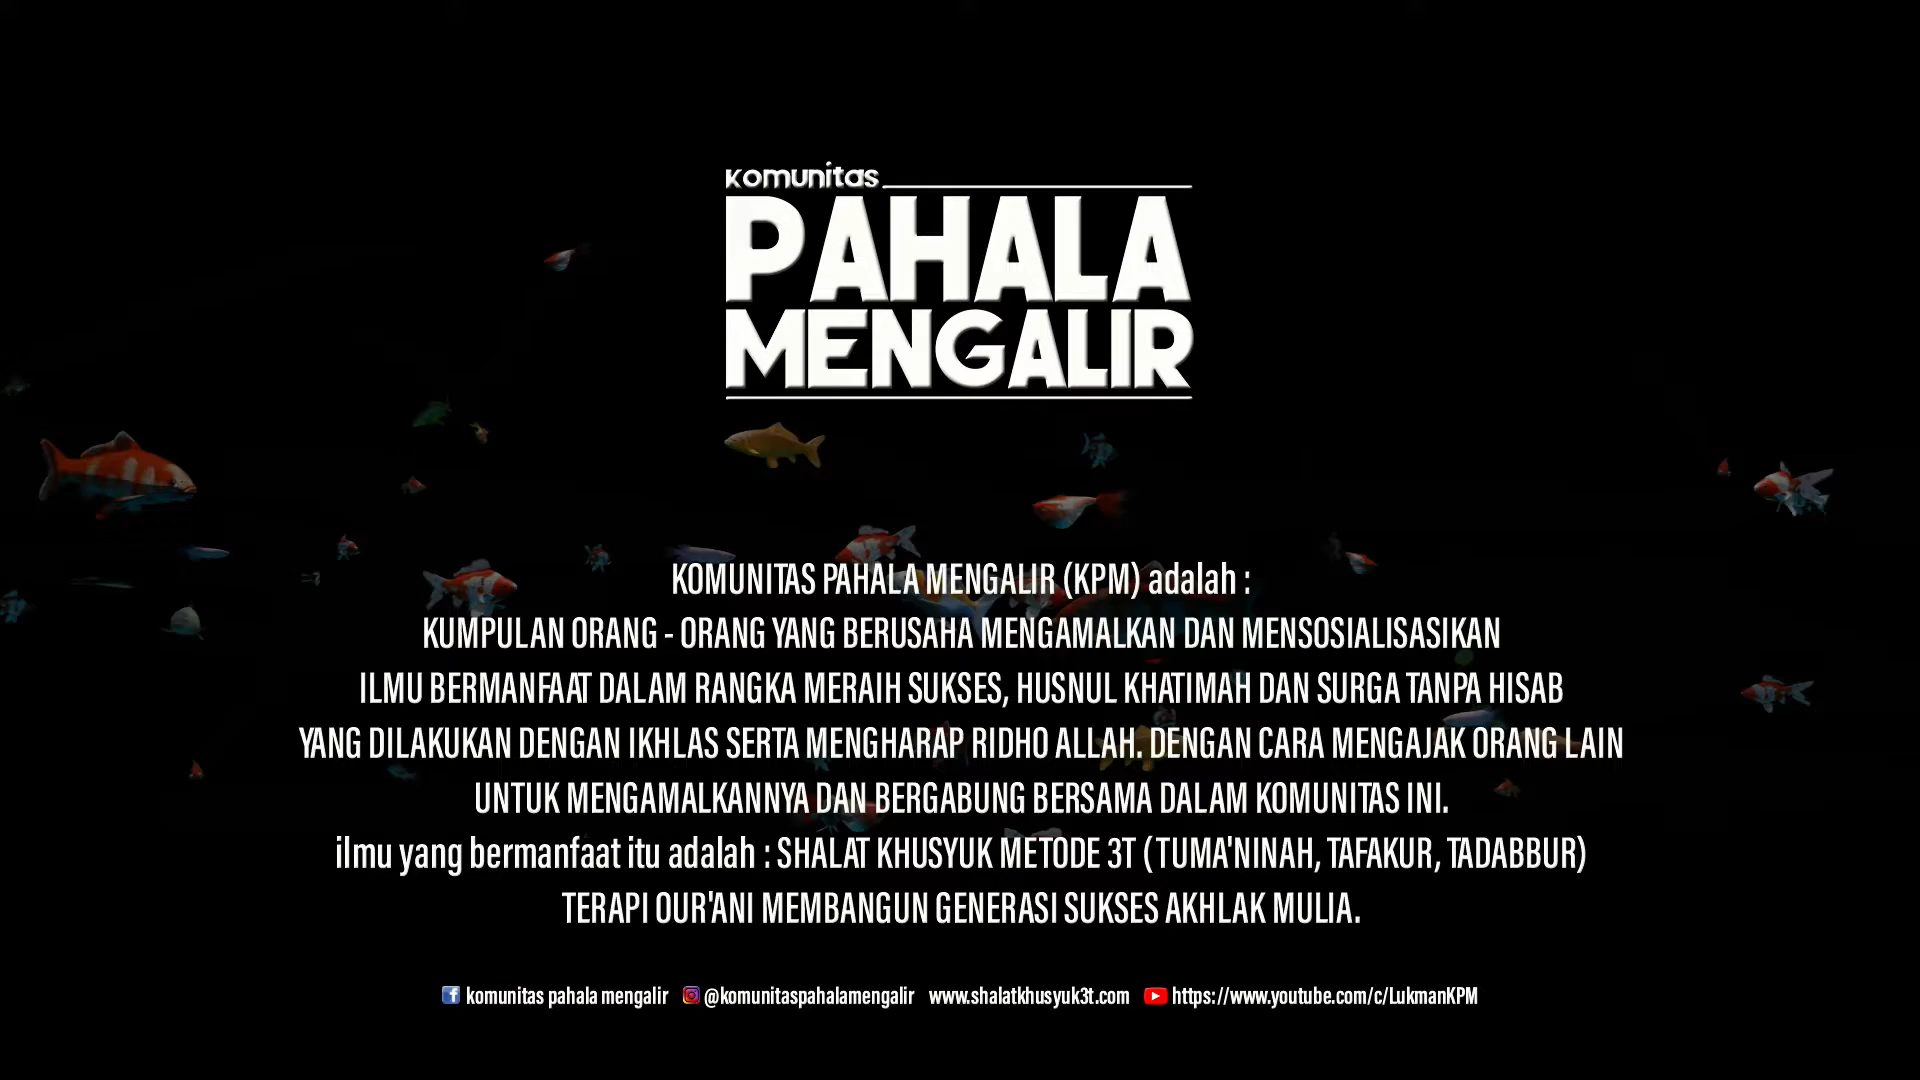 komunitas
PAHALA
MENGALIR
KOMUNITAS PAHALA MENGALIR (KPM) adalah :
KUMPULAN ORANG - ORANG YANG BERUSAHA MENGAMALKAN DAN MENSOSIALISASIKAN
ILMU BERMANFAAT DALAM RANGKA MERAIH SUKSES, HUSNUL KHATIMAH DAN SURGA TANPA HISAB
YANG DILAKUKAN DENGAN IKHLAS SERTA MENGHARAP RIDHO ALLAH. DENGAN CARA MENGAJAK ORANG LAIN
UNTUK MENGAMALKANNYA DAN BERGABUNG BERSAMA DALAM KOMUNITAS INI.
ilmu yang bermanfaat itu adalah : SHALAT KHUSYUK METODE 3T (TUMA'NINAH, TAFAKUR, TADABBUR)
TERAPI QUR'ANI MEMBANGUN GENERASI SUKSES AKHLAK MULIA.
komunitas pahala mengalir @komunitaspahalamengalir www.shalatkhusyuk3t.com https://www.youtube.com/c/LukmanKPM